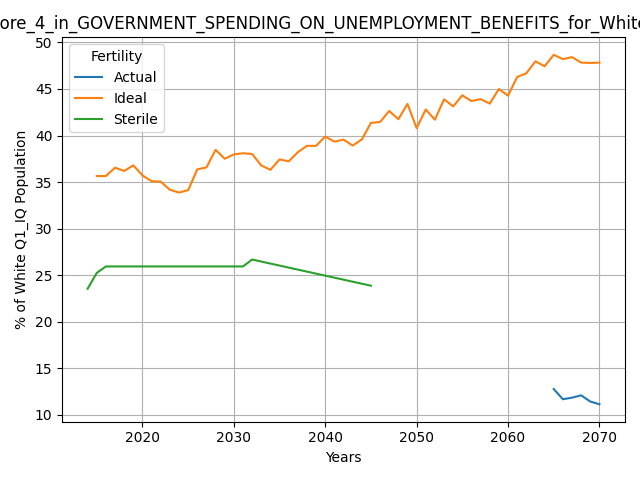 ore_4_in_GOVERNMENT_SPENDING_ON_UNEMPLOYMENT_BENEFITS_for_White
Fertility
Actual
Ideal
Sterile
% of White Q1_IQ Population
50
45
40
35
30
25
20
15
10
2020 2030 2040 2050 2060 2070
Years